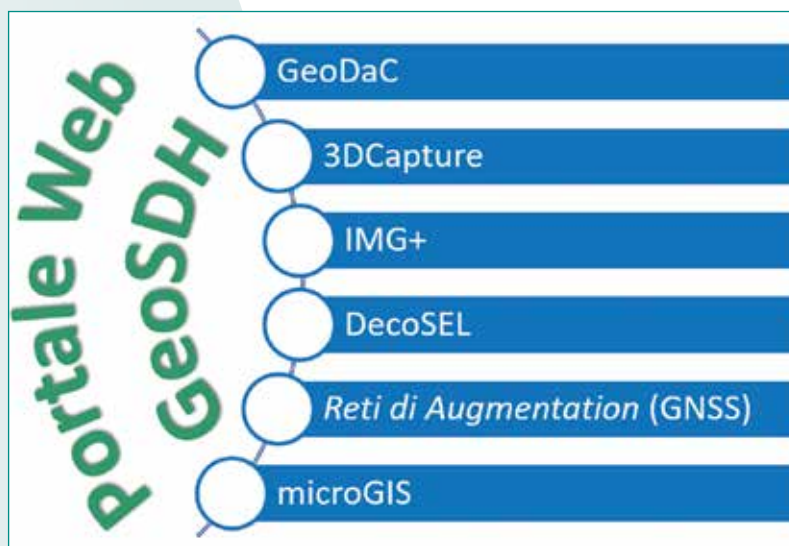 Portale Web
GeoSDH
GeoDaC
3DCapture
IMG+
DecoSEL
Reti di Augmentation (GNSS)
microGIS